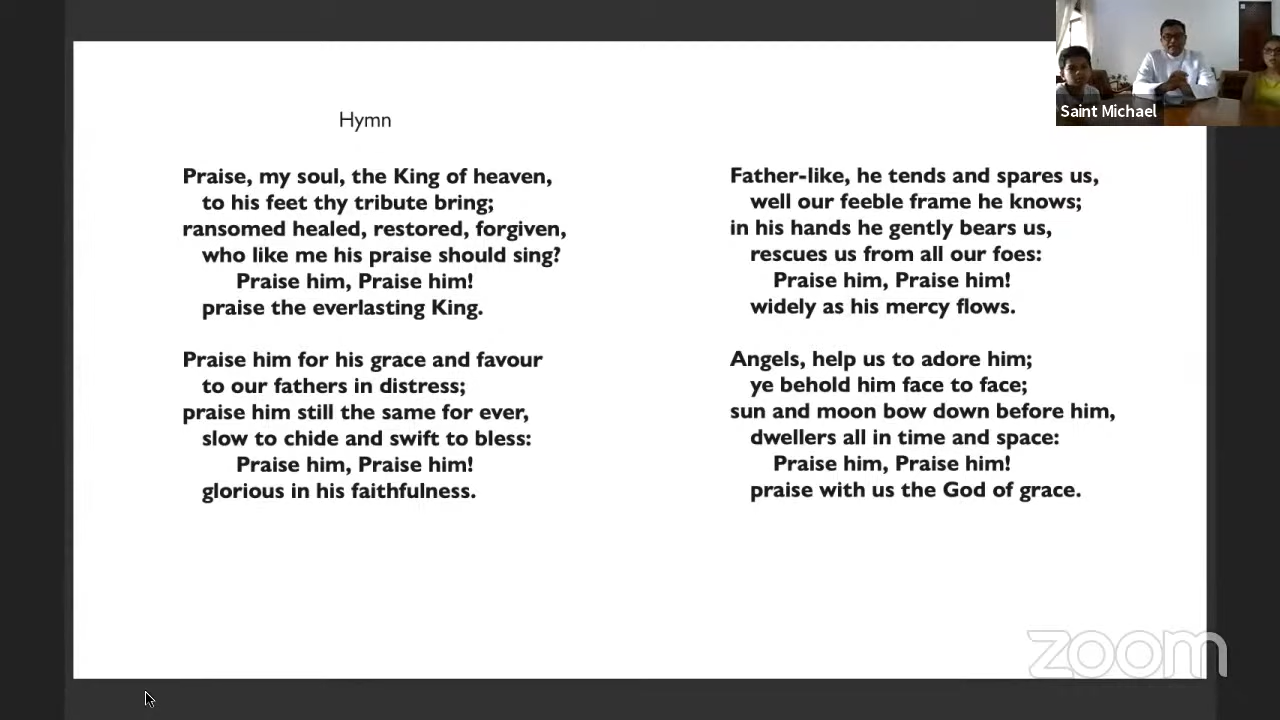 Hymn
Praise, my soul, the King of heaven,
to his feet thy tribute bring;
ransomed healed, restored, forgiven,
who like me his praise should sing?
Praise him, Praise him!
praise the everlasting King.
Praise him for his grace and favour
to our fathers in distress;
praise him still the same for ever,
slow to chide and swift to bless:
Praise him, Praise him!
glorious in his faithfulness.
Father-like, he tends and spares us,
well our feeble frame he knows;
in his hands he gently bears us,
rescues us from all our foes:
Praise him, Praise him!
widely as his mercy flows.
Angels, help us to adore him;
ye behold him face to face;
sun and moon bow down before him,
dwellers all in time and space:
Praise him, Praise him!
praise with us the God of grace.
Saint Michael
zoom